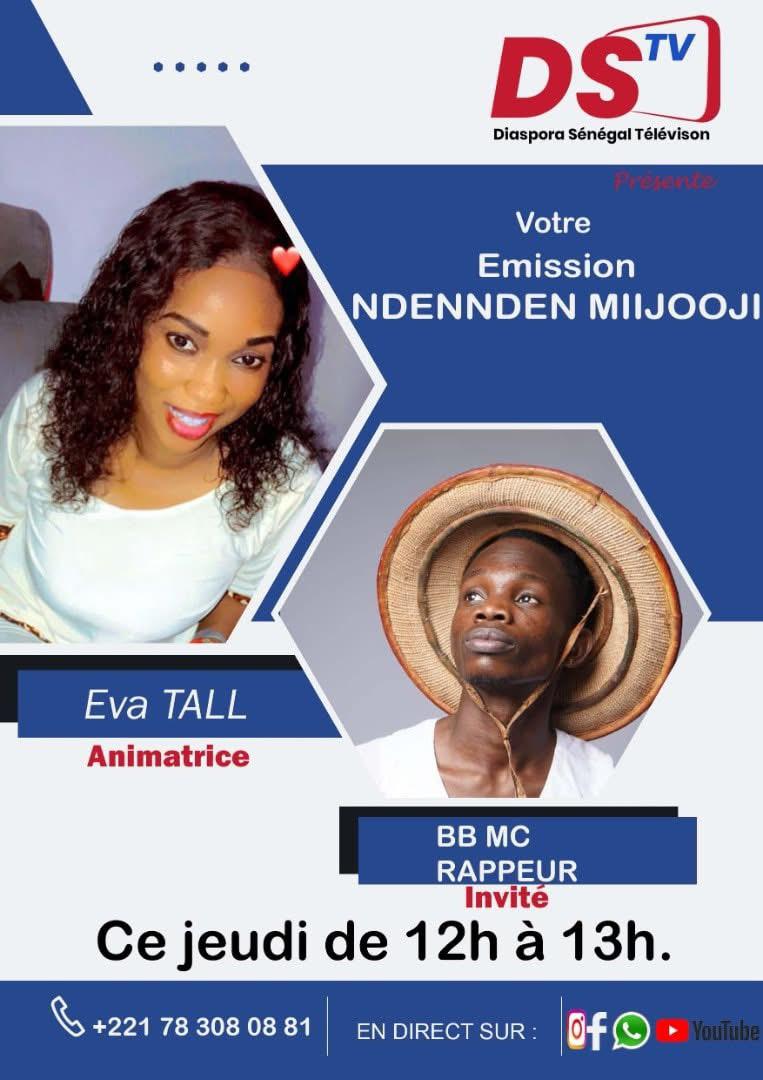 DS TV
Diaspora Sénégal Télévison
Présente
Votre
Emission
NDENNDEN MIIJOOJI
Eva TALL
Animatrice
BB MC
RAPPEUR
Invité
Ce jeudi de 12h à 13h.
+221 78 308 08 81
EN DIRECT SUR :
YouTube